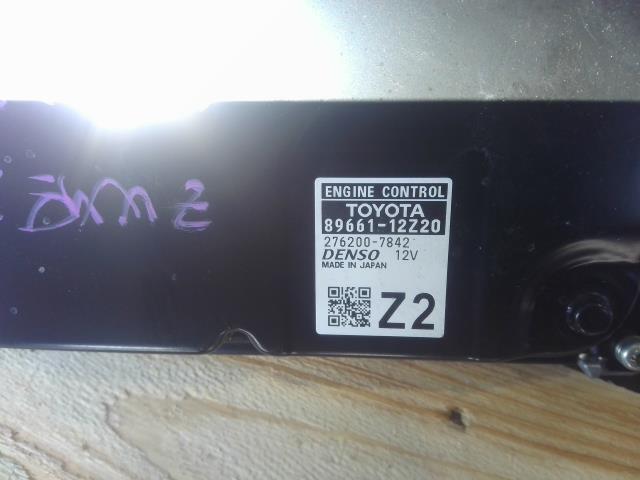 ENGINE CONTROL
TOYOTA
89661-12Z20
276200-7842
DENSO 12V
MADE IN JAPAN
Z2